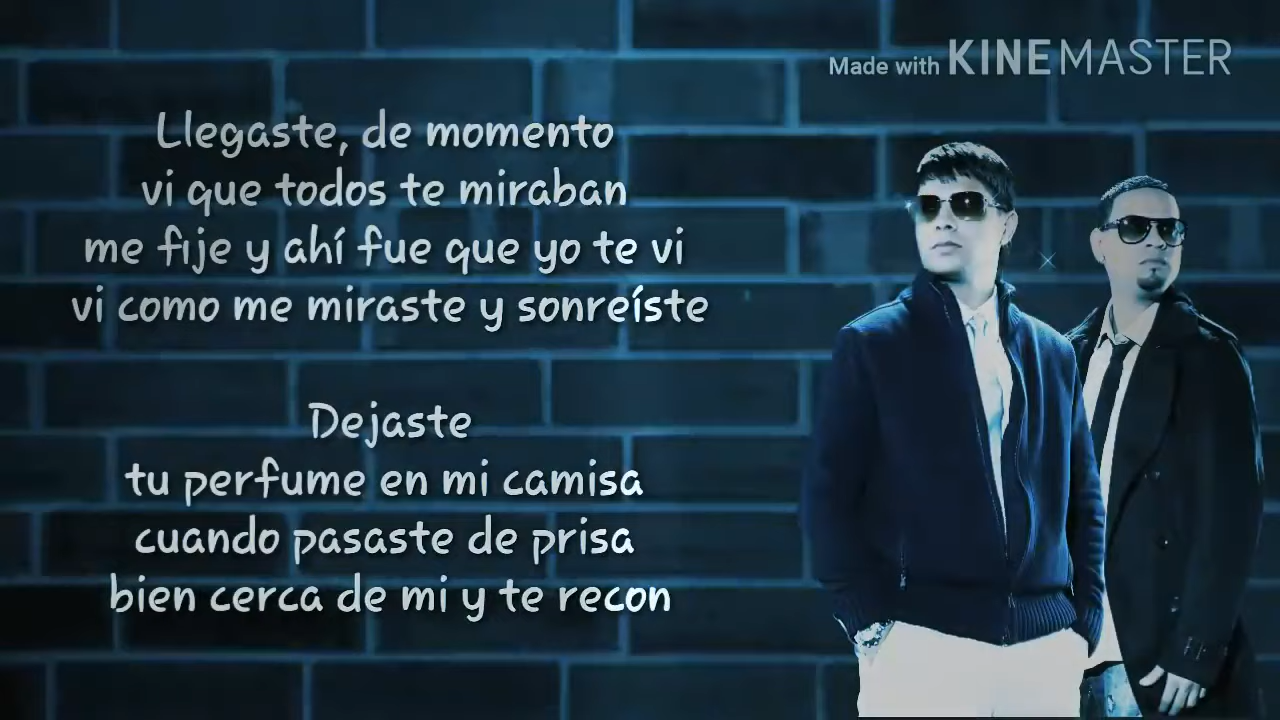 Made with KINEMASTER
Llegaste, de momento
vi que todos te miraban
me fije y ahí fue que yo te vi
vi como me miraste y sonreíste
Dejaste
tu perfume en mi camisa
cuando pasaste de prisa
bien cerca de mi y te recon